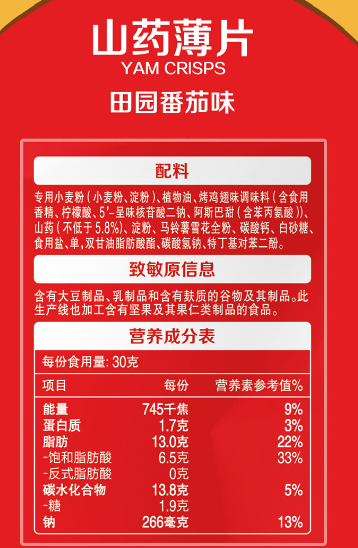 山药薄片
YAM CRISPS
田园番茄味
配料
专用小麦粉(小麦粉、淀粉)、植物油、烤鸡翅味调味料(含食用
香精、柠檬酸、5'-呈味核苷酸二钠、阿斯巴甜(含苯丙氨酸))、
山药(不低于5.8%)、淀粉、马铃薯雪花全粉、碳酸钙、白砂糖、
食用盐、单,双甘油脂肪酸酯、碳酸氢钠、特丁基对苯二酚。
致敏原信息
含有大豆制品、乳制品和含有麸质的谷物及其制品。此
生产线也加工含有坚果及其果仁类制品的食品。
营养成分表
每份食用量: 30克
项目 每份 营养素参考值%
能量 745千焦 9%
蛋白质 1.7克 3%
脂肪 13.0克 22%
-饱和脂肪酸 6.5克 33%
-反式脂肪酸 0克
碳水化合物 13.8克 5%
-糖 1.9克
钠 266毫克 13%